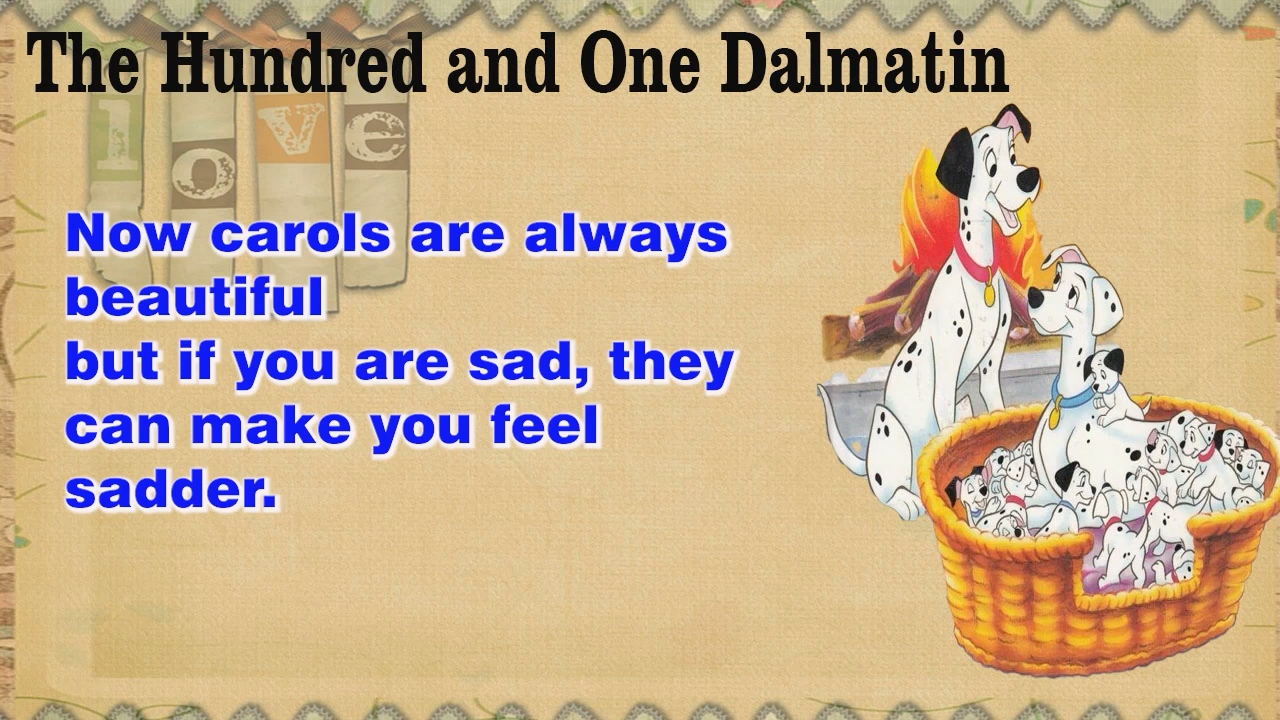 The Hundred and One Dalmatin
love
Now carols are always
beautiful
but if you are sad, they
can make you feel
sadder.